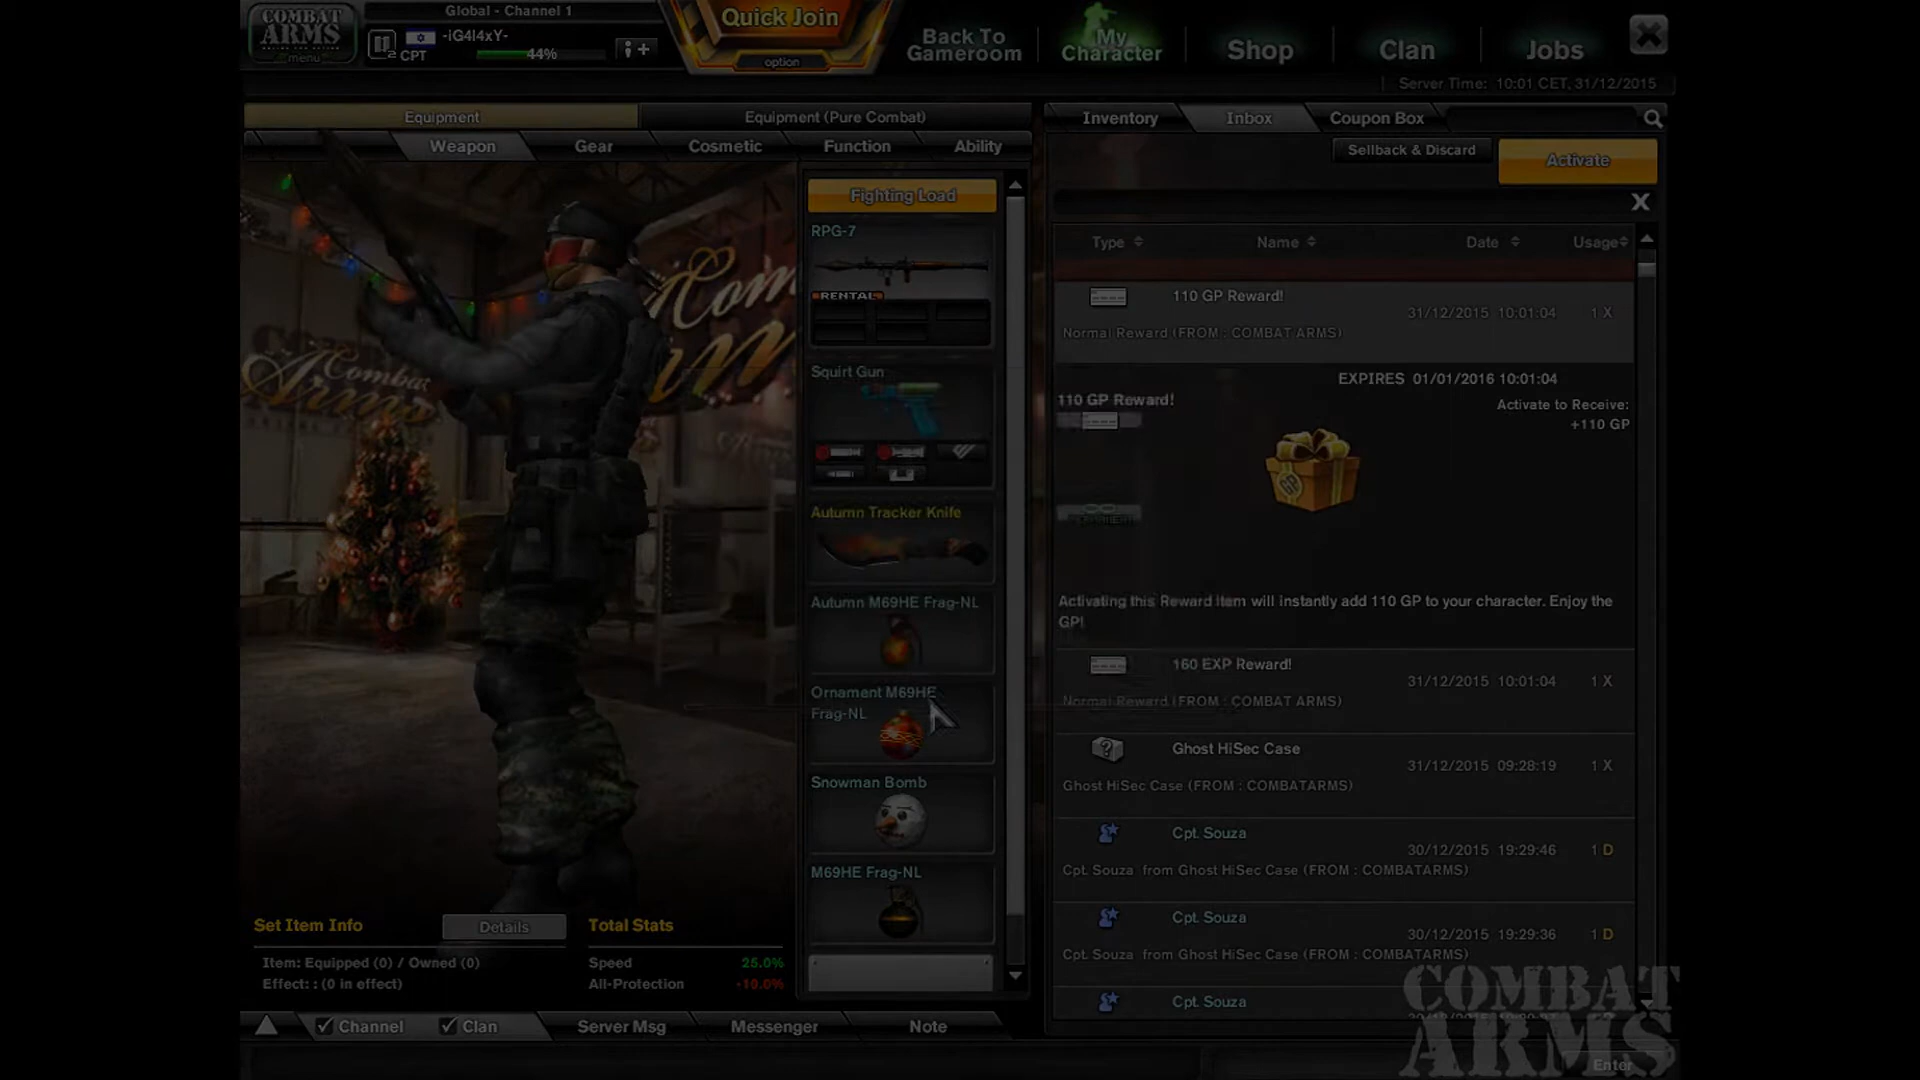 COMBAT
ARMS
menu
Global - Channel 1
2
CPT
-iG4l4xY-
44%
Quick Join
option
Back To
Gameroom
My
Character
Shop
Clan
Jobs
Server Time: 10:01 CET, 31/12/2015
Equipment
Equipment (Pure Combat)
Weapon
Gear
Cosmetic
Function
Ability
Inventory
Inbox
Coupon Box
Sellback & Discard
Activate
X
Fighting Load
RPG-7
RENTAL
Squirt Gun
Autumn Tracker Knife
Autumn M69HE Frag-NL
Ornament M69HE
Frag-NL
Snowman Bomb
M69HE Frag-NL
Type
Name
Date
Usage
110 GP Reward!
31/12/2015 10:01:04
1 X
Normal Reward (FROM : COMBAT ARMS)
EXPIRES 01/01/2016 10:01:04
110 GP Reward!
Activate to Receive:
+110 GP
GP
Activating this Reward item will instantly add 110 GP to your character. Enjoy the
GP!
160 EXP Reward!
31/12/2015 10:01:04
1 X
Normal Reward (FROM : COMBAT ARMS)
Ghost HiSec Case
31/12/2015 09:28:19
1 X
Ghost HiSec Case (FROM : COMBATARMS)
Cpt. Souza
30/12/2015 19:29:46
1 D
Cpt. Souza from Ghost HiSec Case (FROM : COMBATARMS)
Cpt. Souza
30/12/2015 19:29:36
1 D
Cpt. Souza from Ghost HiSec Case (FROM : COMBATARMS)
Cpt. Souza
Combat
Arms
Set Item Info
Details
Total Stats
Item: Equipped (0) / Owned (0)
Effect: : (0 in effect)
Speed
25.0%
All-Protection
-10.0%
Channel
Clan
Server Msg
Messenger
Note
COMBAT
ARMS
Enter